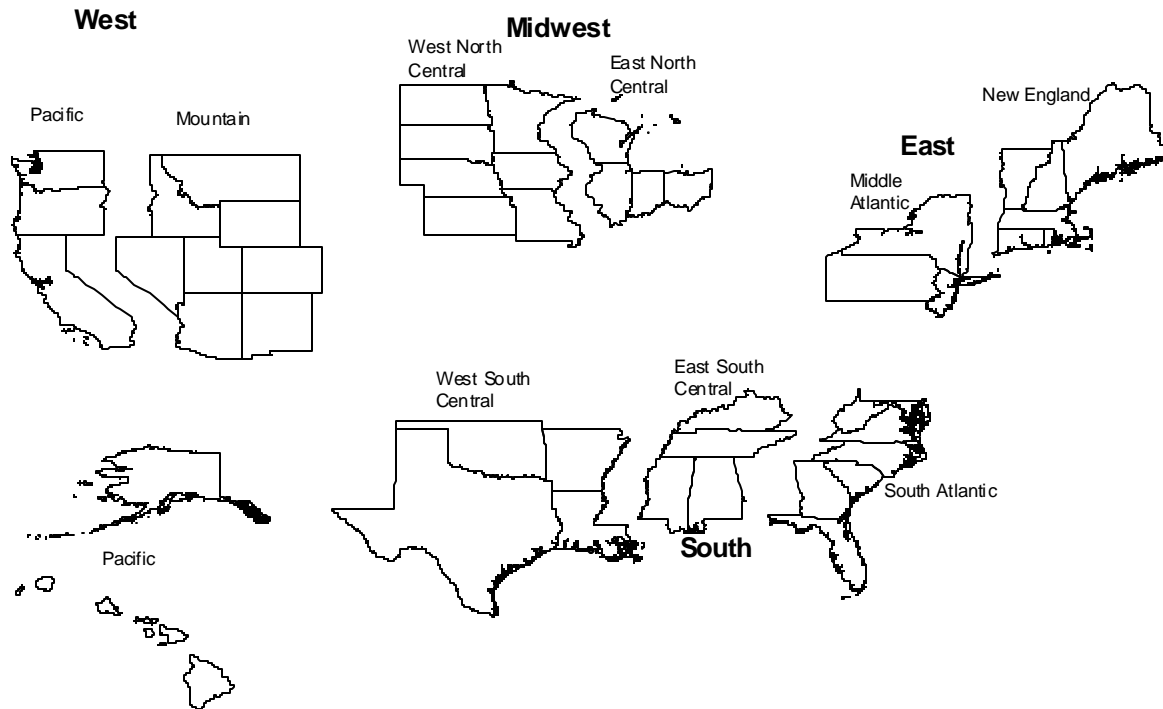 West
Midwest
West North
Central
East North
Central
New England
Pacific
Mountain
East
Middle
Atlantic
West South
Central
East South
Central
South Atlantic
South
Pacific